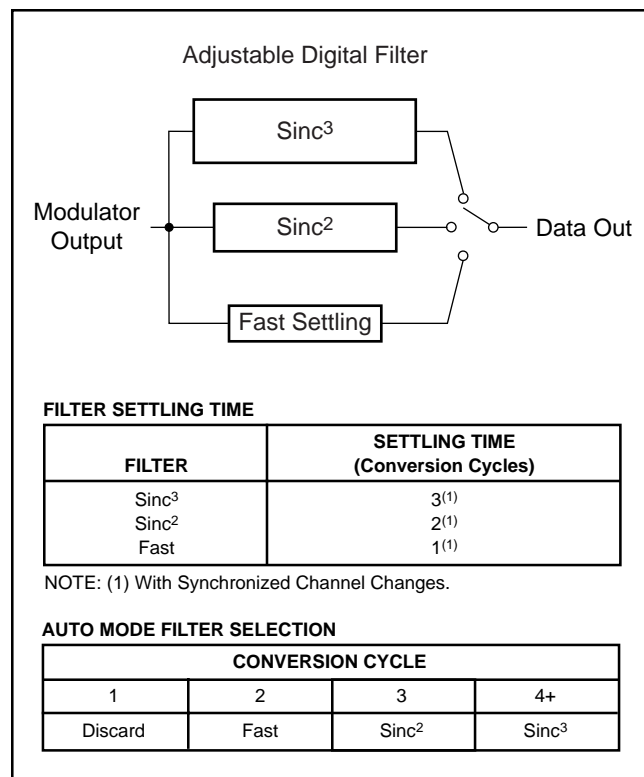 Adjustable Digital Filter
Sinc³
Modulator
Output
Sinc²
Data Out
Fast Settling
FILTER SETTLING TIME
FILTER
SETTLING TIME
(Conversion Cycles)
Sinc³ 3(1)
Sinc² 2(1)
Fast 1(1)
NOTE: (1) With Synchronized Channel Changes.
AUTO MODE FILTER SELECTION
CONVERSION CYCLE
1 2 3 4+
Discard Fast Sinc² Sinc³